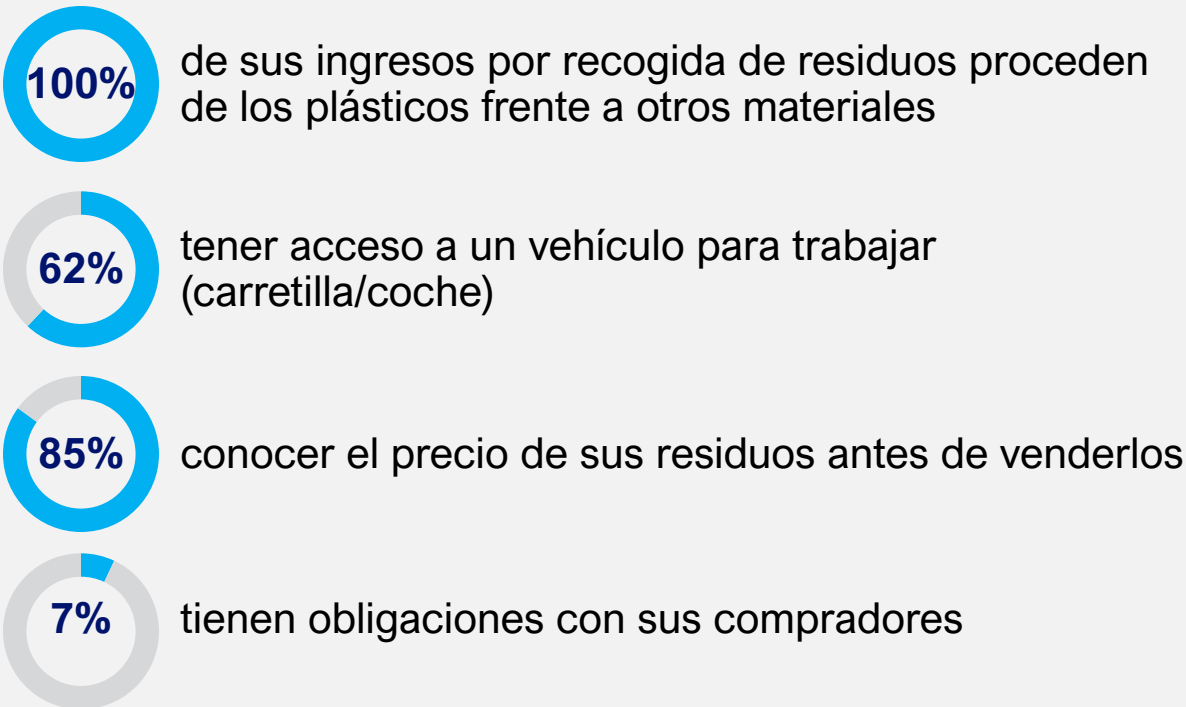 100%
de sus ingresos por recogida de residuos proceden
de los plásticos frente a otros materiales
62%
tener acceso a un vehículo para trabajar
(carretilla/coche)
85%
conocer el precio de sus residuos antes de venderlos
7%
tienen obligaciones con sus compradores